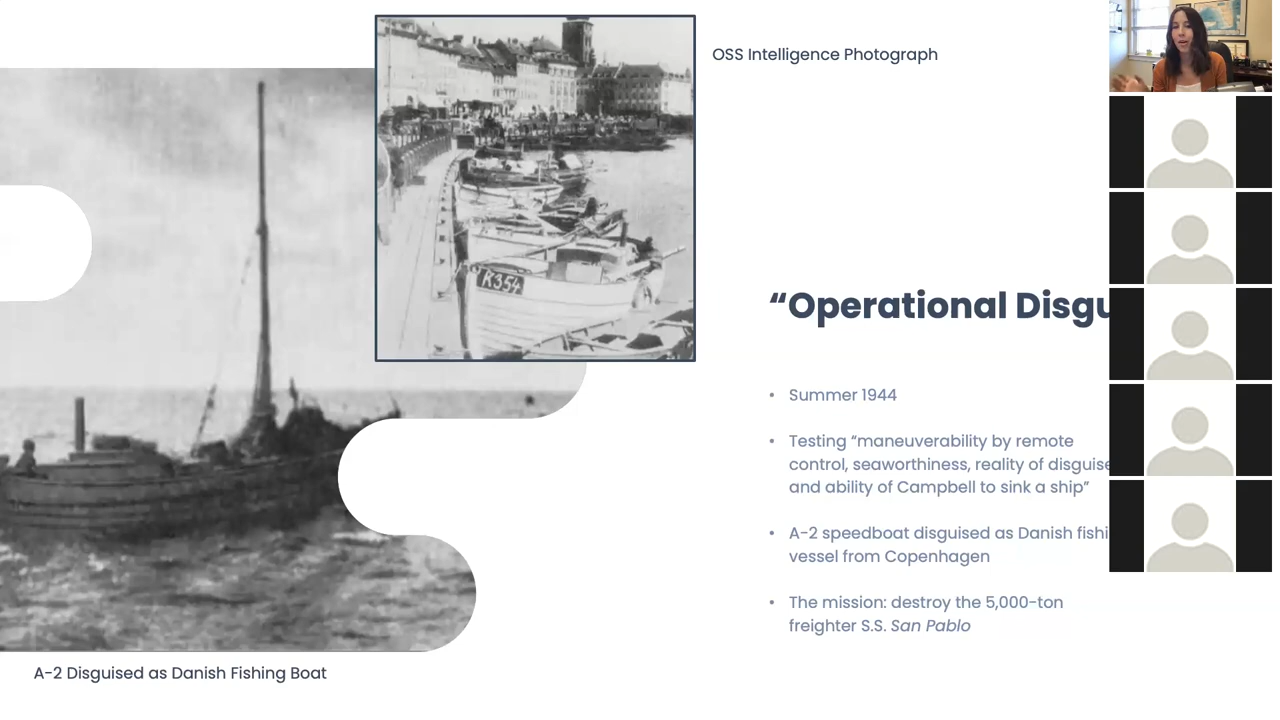 OSS Intelligence Photograph
K354
“Operational Disgu
• Summer 1944
• Testing “maneuverability by remote
control, seaworthiness, reality of disguise
and ability of Campbell to sink a ship”
• A-2 speedboat disguised as Danish fishi
vessel from Copenhagen
• The mission: destroy the 5,000-ton
freighter S.S. San Pablo
A-2 Disguised as Danish Fishing Boat